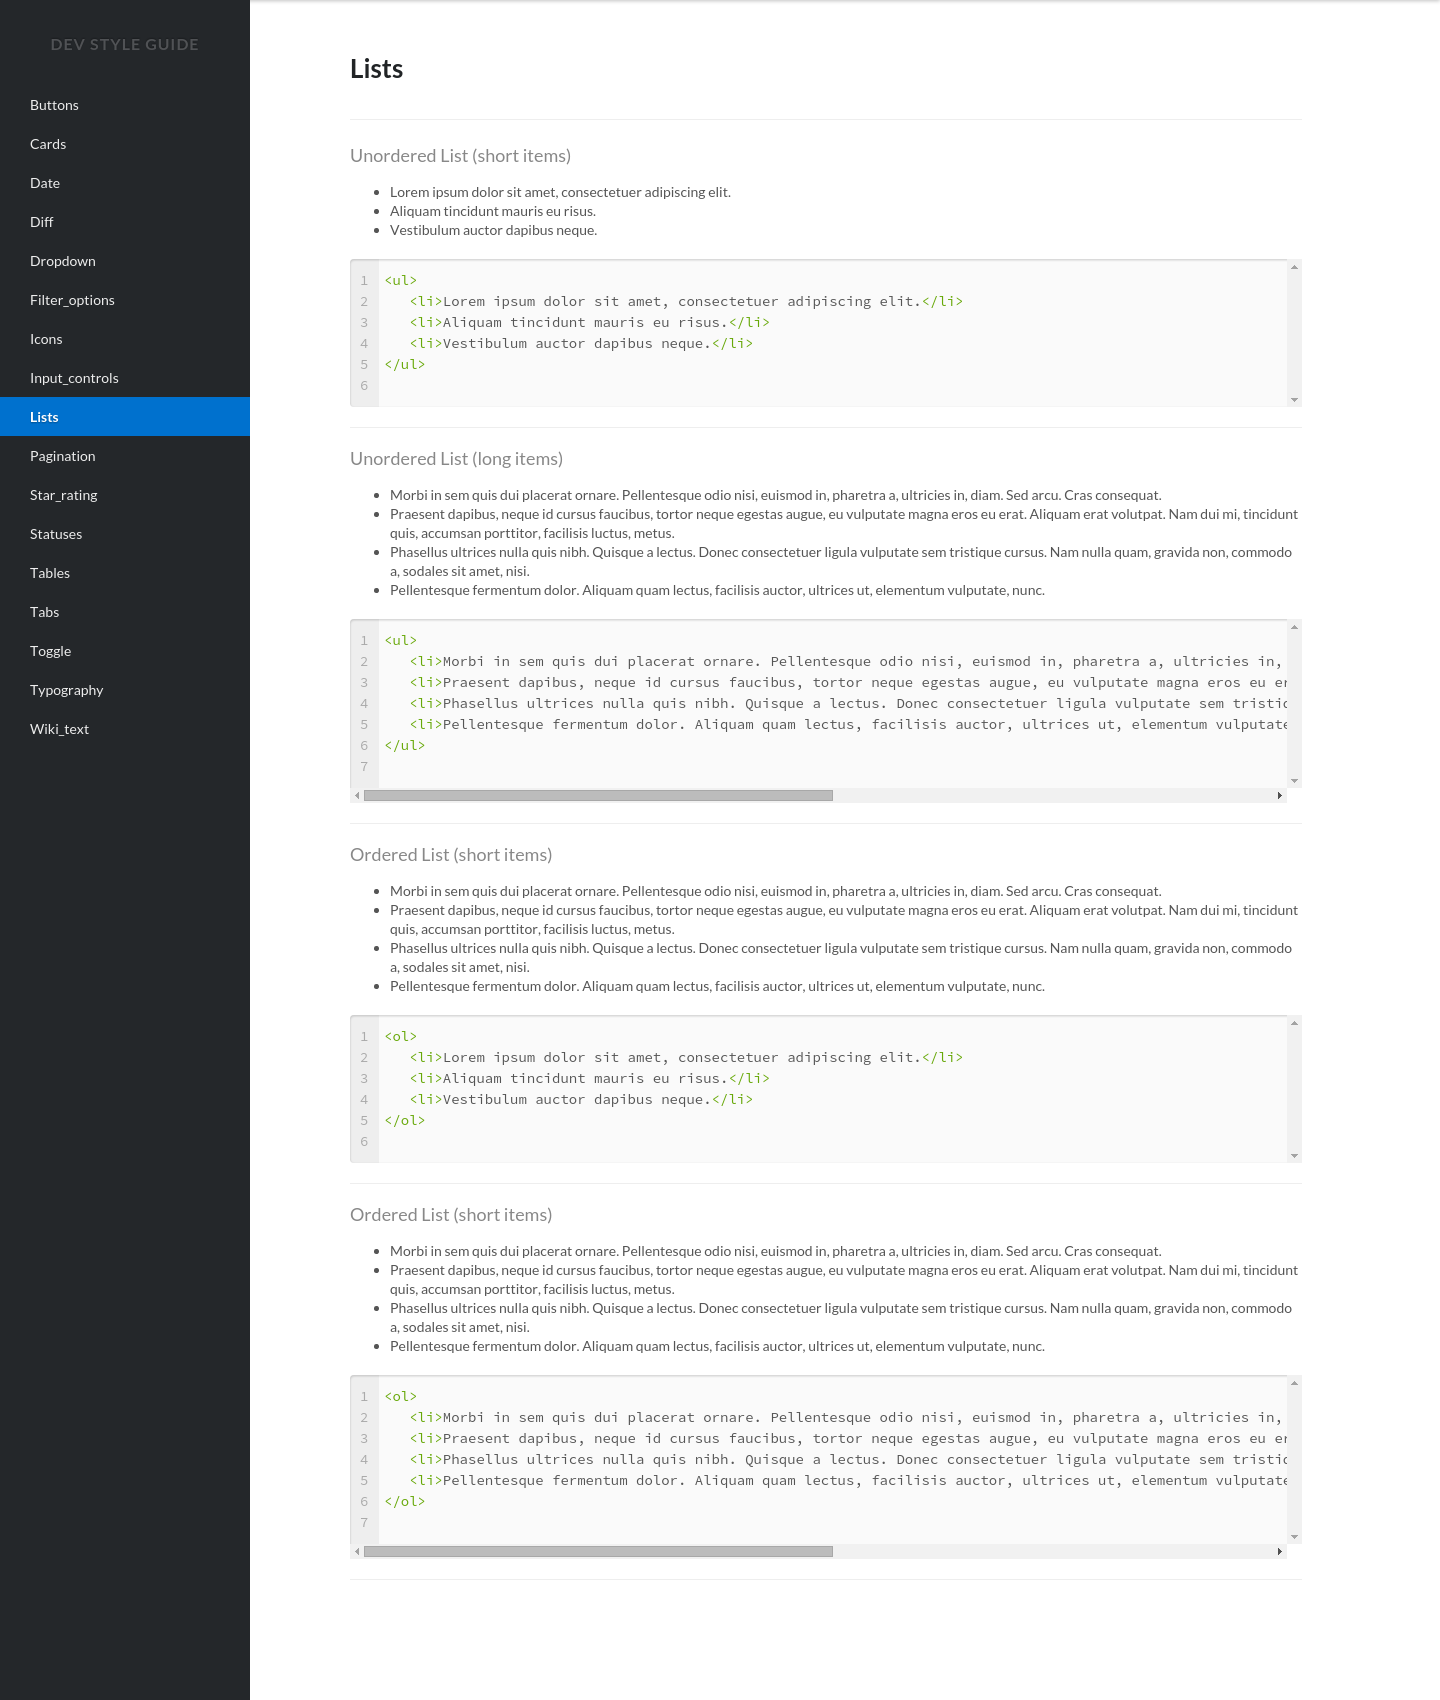 DEV STYLE GUIDE
Buttons
Cards
Date
Diff
Dropdown
Filter_options
Icons
Input_controls
Lists
Pagination
Star_rating
Statuses
Tables
Tabs
Toggle
Typography
Wiki_text
Lists
Unordered List (short items)
Lorem ipsum dolor sit amet, consectetuer adipiscing elit.
Aliquam tincidunt mauris eu risus.
Vestibulum auctor dapibus neque.
1 <ul>
2    <li>Lorem ipsum dolor sit amet, consectetuer adipiscing elit.</li>
3    <li>Aliquam tincidunt mauris eu risus.</li>
4    <li>Vestibulum auctor dapibus neque.</li>
5 </ul>
6
Unordered List (long items)
Morbi in sem quis dui placerat ornare. Pellentesque odio nisi, euismod in, pharetra a, ultricies in, diam. Sed arcu. Cras consequat.
Praesent dapibus, neque id cursus faucibus, tortor neque egestas augue, eu vulputate magna eros eu erat. Aliquam erat volutpat. Nam dui mi, tincidunt
quis, accumsan porttitor, facilisis luctus, metus.
Phasellus ultrices nulla quis nibh. Quisque a lectus. Donec consectetuer ligula vulputate sem tristique cursus. Nam nulla quam, gravida non, commodo
a, sodales sit amet, nisi.
Pellentesque fermentum dolor. Aliquam quam lectus, facilisis auctor, ultrices ut, elementum vulputate, nunc.
1 <ul>
2    <li>Morbi in sem quis dui placerat ornare. Pellentesque odio nisi, euismod in, pharetra a, ultricies in,
3    <li>Praesent dapibus, neque id cursus faucibus, tortor neque egestas augue, eu vulputate magna eros eu er
4    <li>Phasellus ultrices nulla quis nibh. Quisque a lectus. Donec consectetuer ligula vulputate sem tristiq
5    <li>Pellentesque fermentum dolor. Aliquam quam lectus, facilisis auctor, ultrices ut, elementum vulputate
6 </ul>
7
Ordered List (short items)
Morbi in sem quis dui placerat ornare. Pellentesque odio nisi, euismod in, pharetra a, ultricies in, diam. Sed arcu. Cras consequat.
Praesent dapibus, neque id cursus faucibus, tortor neque egestas augue, eu vulputate magna eros eu erat. Aliquam erat volutpat. Nam dui mi, tincidunt
quis, accumsan porttitor, facilisis luctus, metus.
Phasellus ultrices nulla quis nibh. Quisque a lectus. Donec consectetuer ligula vulputate sem tristique cursus. Nam nulla quam, gravida non, commodo
a, sodales sit amet, nisi.
Pellentesque fermentum dolor. Aliquam quam lectus, facilisis auctor, ultrices ut, elementum vulputate, nunc.
1 <ol>
2    <li>Lorem ipsum dolor sit amet, consectetuer adipiscing elit.</li>
3    <li>Aliquam tincidunt mauris eu risus.</li>
4    <li>Vestibulum auctor dapibus neque.</li>
5 </ol>
6
Ordered List (short items)
Morbi in sem quis dui placerat ornare. Pellentesque odio nisi, euismod in, pharetra a, ultricies in, diam. Sed arcu. Cras consequat.
Praesent dapibus, neque id cursus faucibus, tortor neque egestas augue, eu vulputate magna eros eu erat. Aliquam erat volutpat. Nam dui mi, tincidunt
quis, accumsan porttitor, facilisis luctus, metus.
Phasellus ultrices nulla quis nibh. Quisque a lectus. Donec consectetuer ligula vulputate sem tristique cursus. Nam nulla quam, gravida non, commodo
a, sodales sit amet, nisi.
Pellentesque fermentum dolor. Aliquam quam lectus, facilisis auctor, ultrices ut, elementum vulputate, nunc.
1 <ol>
2    <li>Morbi in sem quis dui placerat ornare. Pellentesque odio nisi, euismod in, pharetra a, ultricies in,
3    <li>Praesent dapibus, neque id cursus faucibus, tortor neque egestas augue, eu vulputate magna eros eu er
4    <li>Phasellus ultrices nulla quis nibh. Quisque a lectus. Donec consectetuer ligula vulputate sem tristiq
5    <li>Pellentesque fermentum dolor. Aliquam quam lectus, facilisis auctor, ultrices ut, elementum vulputate
6 </ol>
7